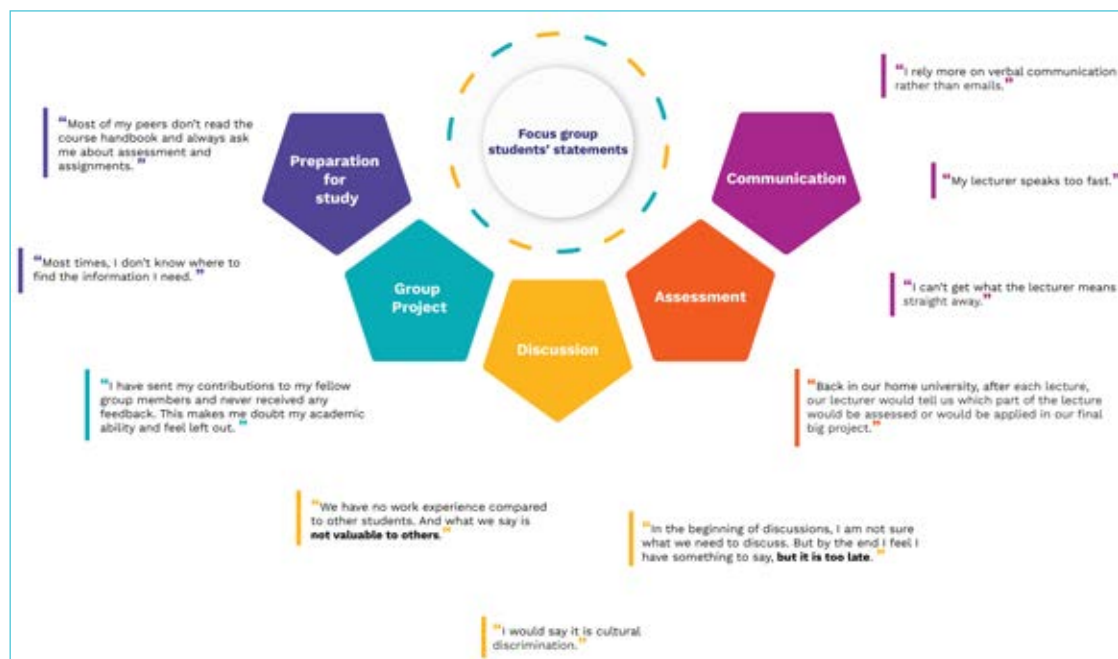 Focus group
students' statements
Preparation
for
study
"Most of my peers don't read the
course handbook and always ask
me about assessment and
assignments."
"Most times, I don't know where to
find the information I need."
Group
Project
"I have sent my contributions to my fellow
group members and never received any
feedback. This makes me doubt my academic
ability and feel left out."
Discussion
"We have no work experience compared
to other students. And what we say is
not valuable to others."
"In the beginning of discussions, I am not sure
what we need to discuss. But by the end I feel I
have something to say, but it is too late."
"I would say it is cultural
discrimination."
Assessment
"Back in our home university, after each lecture,
our lecturer would tell us which part of the lecture
would be assessed or would be applied in our final
big project."
Communication
"I rely more on verbal communication
rather than emails."
"My lecturer speaks too fast."
"I can't get what the lecturer means
straight away."